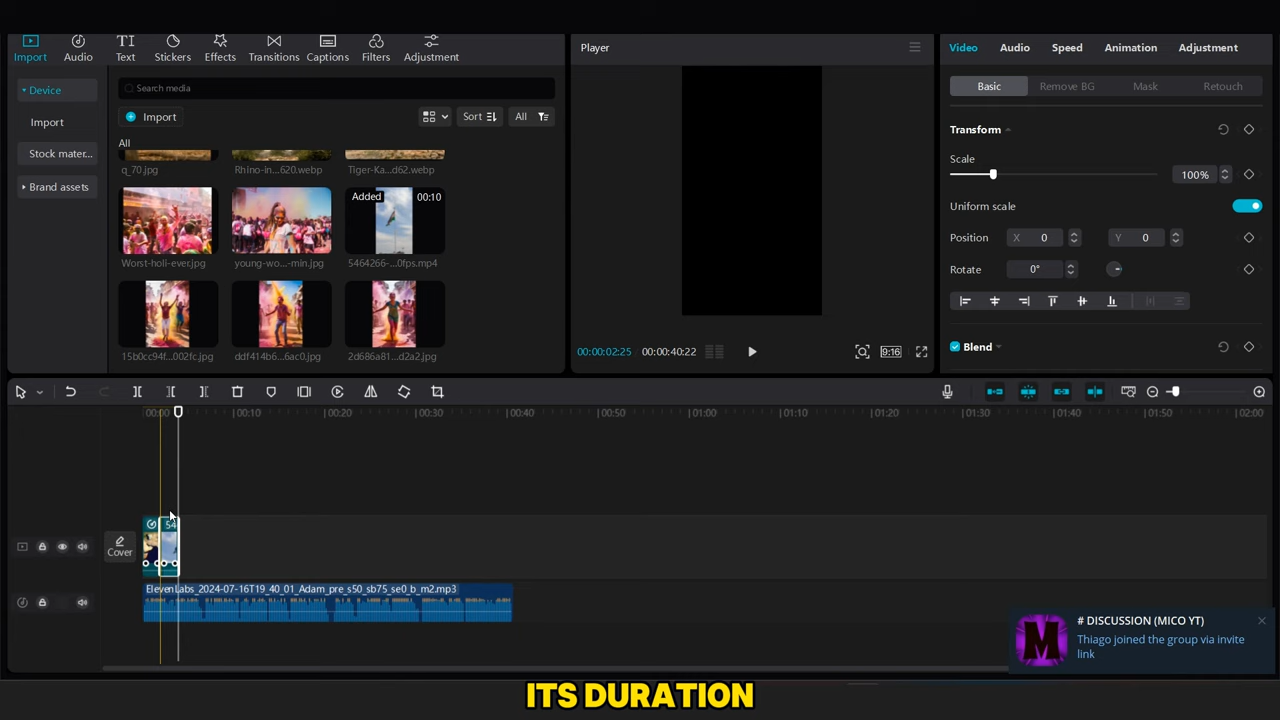 Import
Audio
Text
Stickers
Effects
Transitions
Captions
Filters
Adjustment
Device
Import
Stock mater...
Brand assets
Search media
Import
Sort
All
All
q_70.jpg
Rhino-in...620.webp
Tiger-Ka...d62.webp
Added
00:10
Worst-holi-ever.jpg
young-wo...-min.jpg
5464266-...0fps.mp4
15b0cc94f...002fc.jpg
ddf414b6...6ac0.jpg
2d686a81...d2a2.jpg
Player
00:00:02:25
00:00:40:22
9:16
Video
Audio
Speed
Animation
Adjustment
Basic
Remove BG
Mask
Retouch
Transform
Scale
100%
Uniform scale
Position
X
0
Y
0
Rotate
0°
Blend
00:00
00:10
00:20
00:30
00:40
00:50
01:00
01:10
01:20
01:30
01:40
01:50
02:00
Cover
54
ElevenLabs_2024-07-16T19_40_01_Adam_pre_s50_sb75_se0_b_m2.mp3
M
# DISCUSSION (MICO YT)
Thiago joined the group via invite
link
ITS DURATION